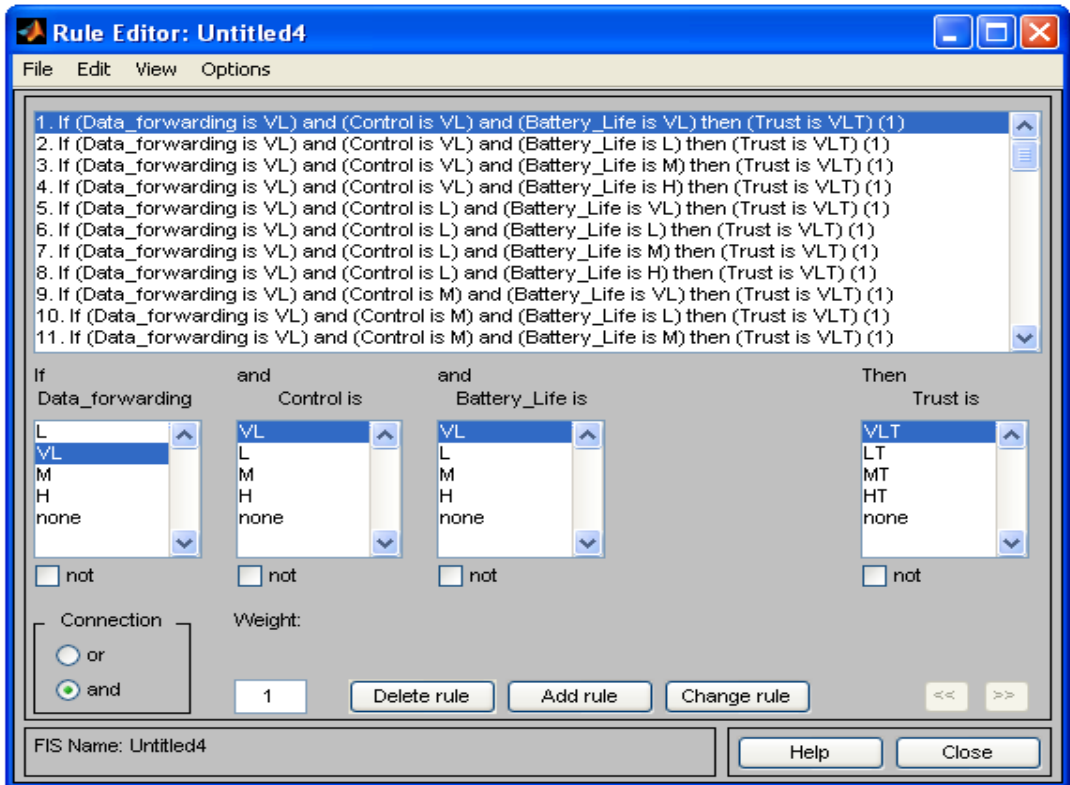 Rule Editor: Untitled4
File Edit View Options
1. If (Data_forwarding is VL) and (Control is VL) and (Battery_Life is VL) then (Trust is VLT) (1)
2. If (Data_forwarding is VL) and (Control is VL) and (Battery_Life is L) then (Trust is VLT) (1)
3. If (Data_forwarding is VL) and (Control is VL) and (Battery_Life is M) then (Trust is VLT) (1)
4. If (Data_forwarding is VL) and (Control is VL) and (Battery_Life is H) then (Trust is VLT) (1)
5. If (Data_forwarding is VL) and (Control is L) and (Battery_Life is VL) then (Trust is VLT) (1)
6. If (Data_forwarding is VL) and (Control is L) and (Battery_Life is L) then (Trust is VLT) (1)
7. If (Data_forwarding is VL) and (Control is L) and (Battery_Life is M) then (Trust is VLT) (1)
8. If (Data_forwarding is VL) and (Control is L) and (Battery_Life is H) then (Trust is VLT) (1)
9. If (Data_forwarding is VL) and (Control is M) and (Battery_Life is VL) then (Trust is VLT) (1)
10. If (Data_forwarding is VL) and (Control is M) and (Battery_Life is L) then (Trust is VLT) (1)
11. If (Data_forwarding is VL) and (Control is M) and (Battery_Life is M) then (Trust is VLT) (1)
If and and Then
Data_forwarding Control is Battery_Life is Trust is
L VL VL VLT
VL L L LT
M M M MT
H H H HT
none none none none
not not not not
Connection Weight:
or
and 1 Delete rule Add rule Change rule << >>
FIS Name: Untitled4 Help Close